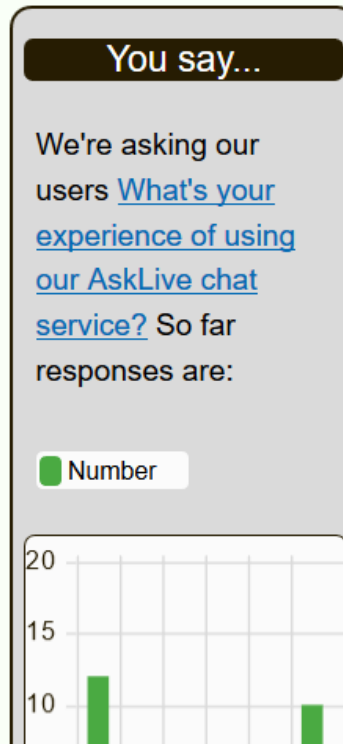 You say...
We're asking our
users What's your
experience of using
our AskLive chat
service? So far
responses are:
Number
20
15
10